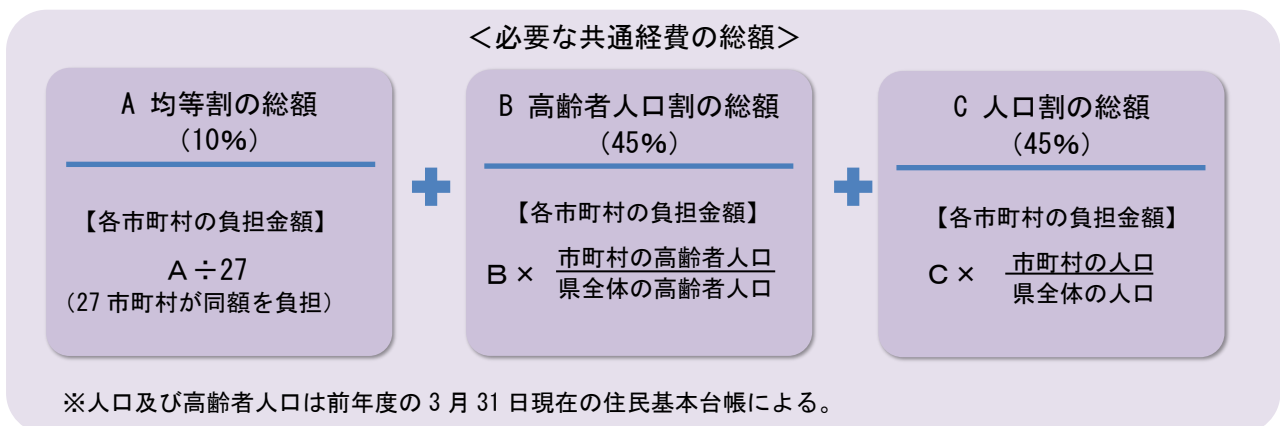 ＜必要な共通経費の総額＞
A 均等割の総額
（10%）
【各市町村の負担金額】
A÷27
（27市町村が同額を負担）
＋
B 高齢者人口割の総額
（45%）
【各市町村の負担金額】
B× 市町村の高齢者人口
県全体の高齢者人口
＋
C 人口割の総額
（45%）
【各市町村の負担金額】
C× 市町村の人口
県全体の人口
※人口及び高齢者人口は前年度の3月31日現在の住民基本台帳による。